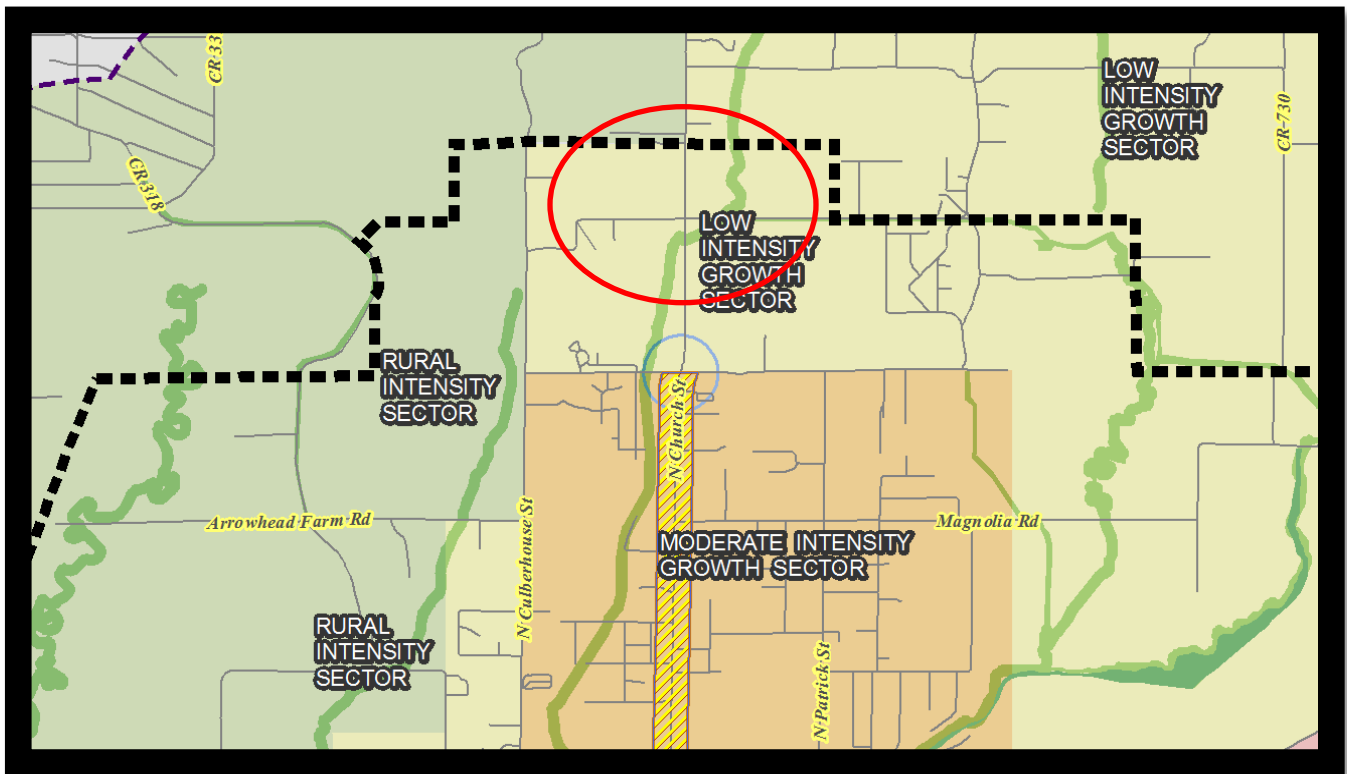 CR 33
LOW
INTENSITY
GROWTH
SECTOR
CR 730
CR 318
LOW
INTENSITY
GROWTH
SECTOR
RURAL
INTENSITY
SECTOR
N Church St
Arrowhead Farm Rd
N Culberhouse St
Magnolia Rd
MODERATE INTENSITY
GROWTH SECTOR
RURAL
INTENSITY
SECTOR
N Patrick St